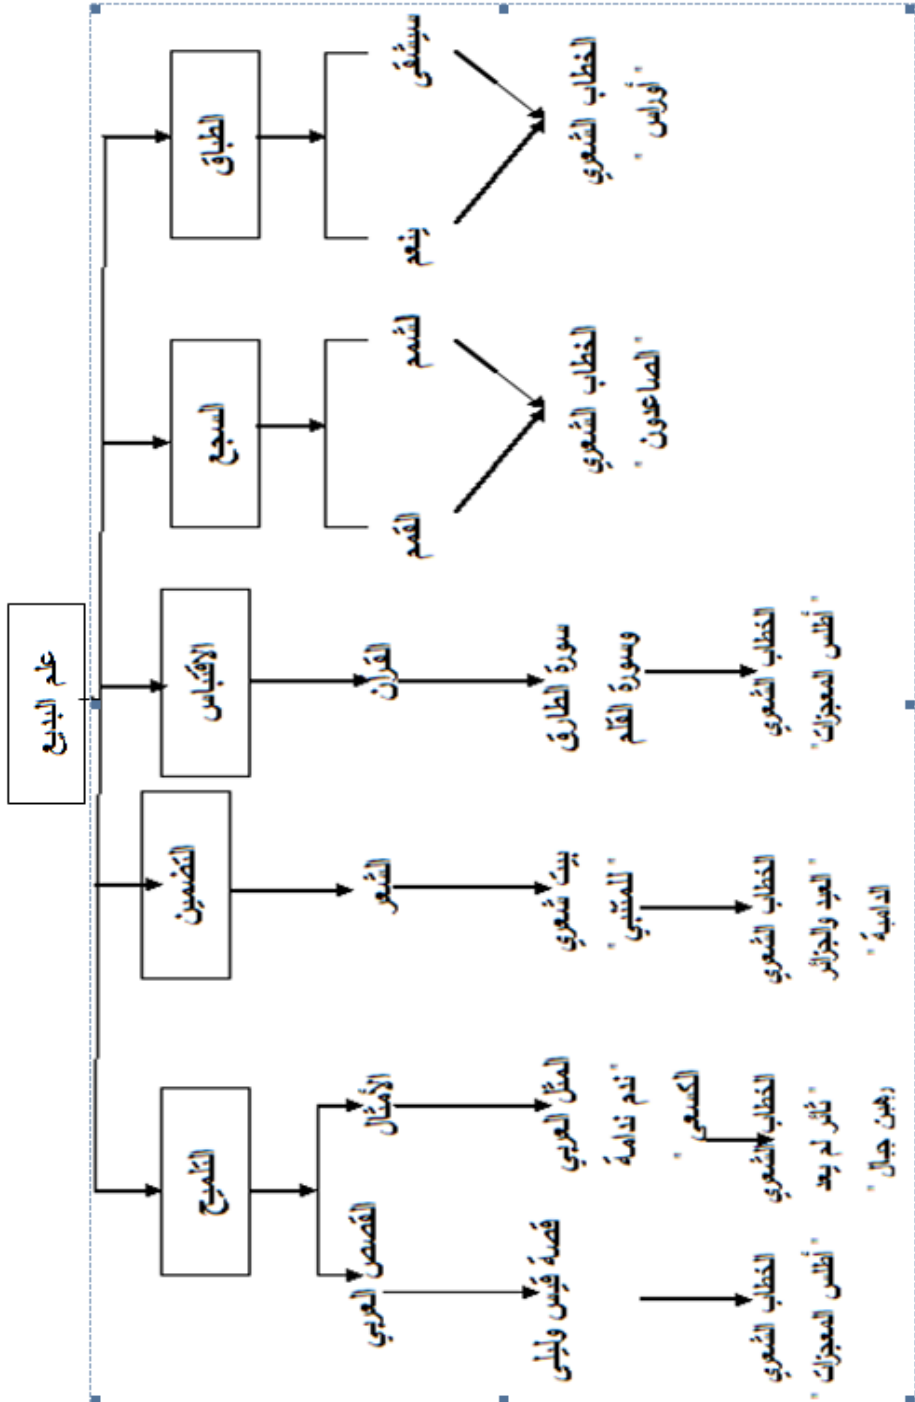 علم البديع
الطباق
سيشقى
ينعم
الخطاب الشعري
" أوراس "
السجع
الشمم
القمم
الخطاب الشعري
" الصاعدون "
الاقتباس
القرآن
سورة الطارق
وسورة القلم
الخطاب الشعري
" أطلس المعجزات "
التضمين
الشعر
بيت شعري
" للمتنبي "
الخطاب الشعري
" العيد والجزائر
الدامية "
التلميح
الأمثال
المثل العربي
" ندم ندامة
الكسعي "
الخطاب الشعري
" ثائر لم يعد
رهين جبال "
القصص العربي
قصة قيس وليلى
الخطاب الشعري
" أطلس المعجزات "